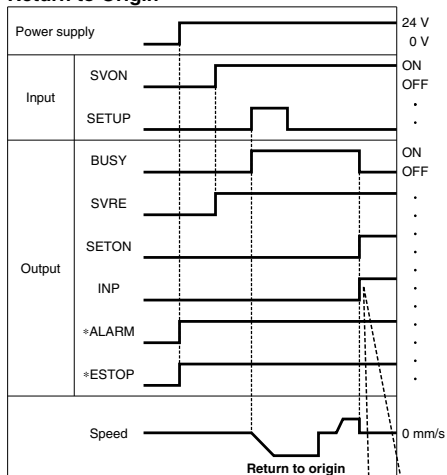 Return to Origin
Power supply
24 V
0 V
Input
SVON
ON
OFF
SETUP
Output
BUSY
ON
OFF
SVRE
SETON
INP
∗ALARM
∗ESTOP
Speed
0 mm/s
Return to origin